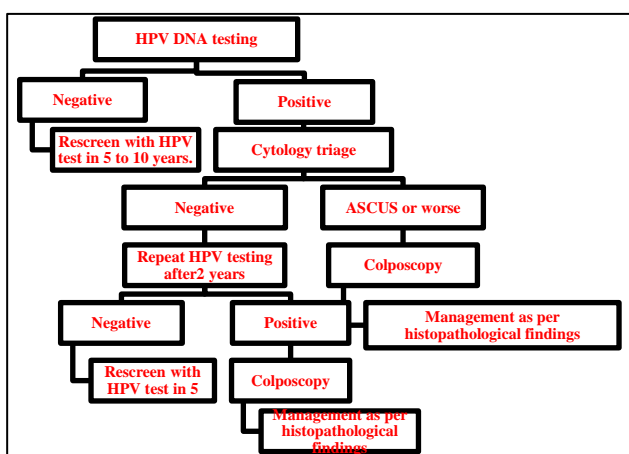 HPV DNA testing
Negative
Positive
Rescreen with HPV
test in 5 to 10 years.
Cytology triage
Negative
ASCUS or worse
Repeat HPV testing
after2 years
Colposcopy
Negative
Positive
Management as per
histopathological findings
Rescreen with
HPV test in 5
Colposcopy
Management as per
histopathological
findings